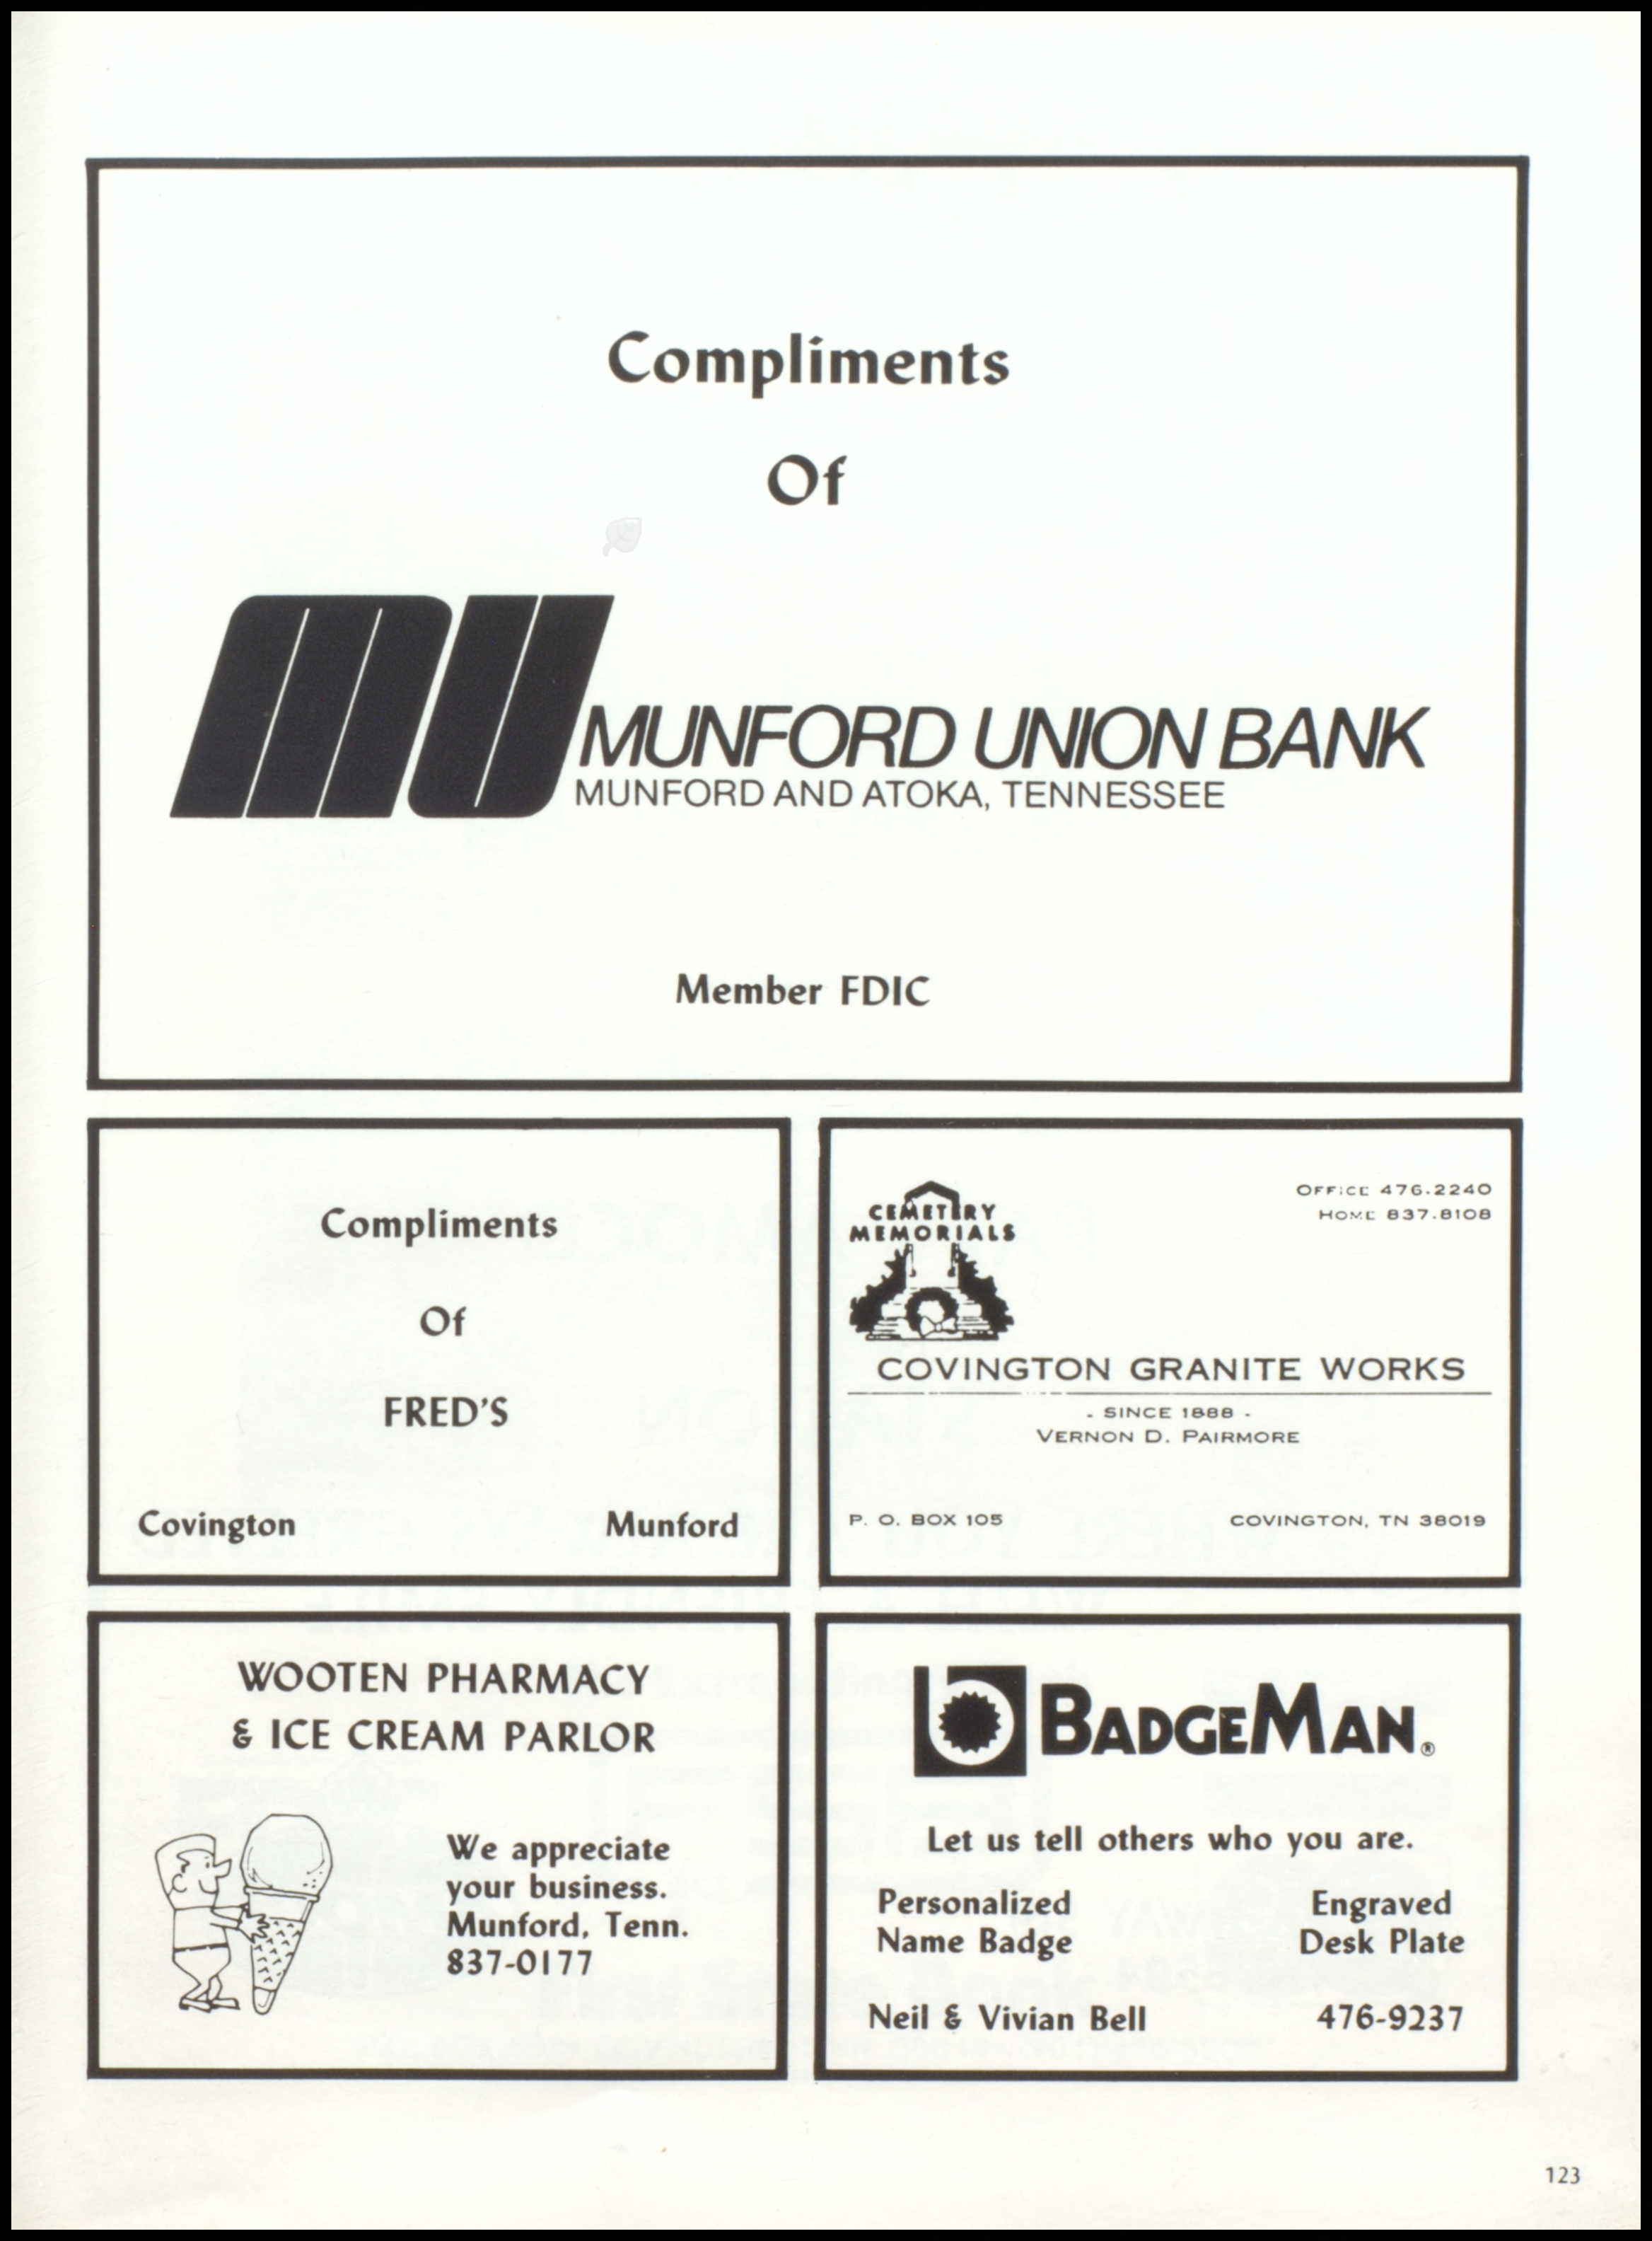 Compliments
Of
MU
MUNFORD UNION BANK
MUNFORD AND ATOKA, TENNESSEE
Member FDIC
Compliments
Of
FRED'S
Covington Munford
CEMETERY
MEMORIALS
OFFICE 476.2240
HOME 837.8108
COVINGTON GRANITE WORKS
- SINCE 1888 -
VERNON D. PAIRMORE
P. O. BOX 105 COVINGTON, TN 38019
WOOTEN PHARMACY
& ICE CREAM PARLOR
We appreciate
your business.
Munford, Tenn.
837-0177
b BADGEMAN®
Let us tell others who you are.
Personalized Engraved
Name Badge Desk Plate
Neil & Vivian Bell 476-9237
123